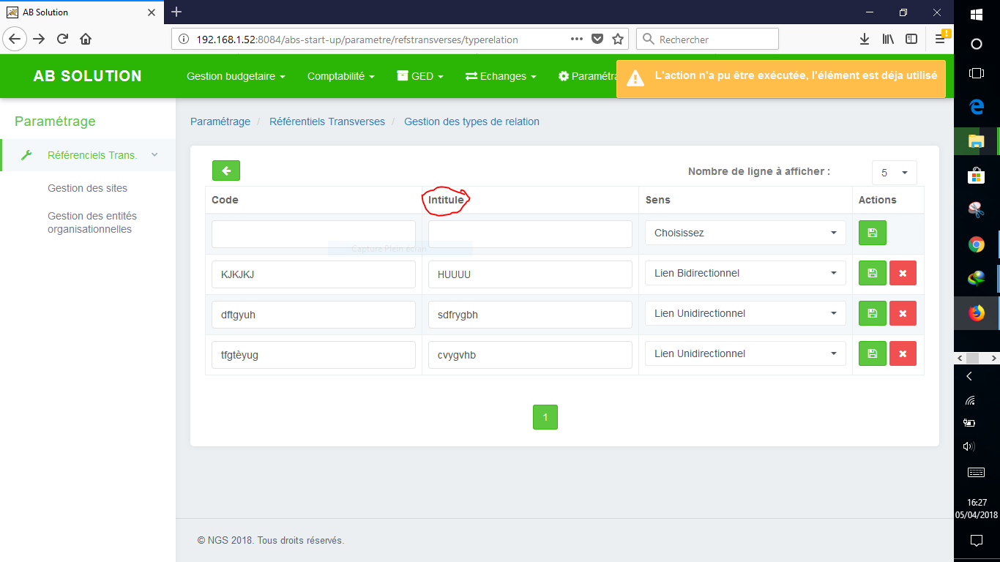 AB Solution
192.168.1.52:8084/abs-start-up/parametre/refstransverses/typerelation
Rechercher
AB SOLUTION
Gestion budgetaire
Comptabilité
GED
Echanges
Paramétra
L'action n'a pu être exécutée, l'élément est déja utilisé
Paramétrage
Référenciels Trans.
Gestion des sites
Gestion des entités
organisationnelles
Paramétrage / Référentiels Transverses / Gestion des types de relation
Nombre de ligne à afficher : 5
Code Intitule Sens Actions
Choisissez
Capture Plein écran
KJKJKJ HUUUU Lien Bidirectionnel
dftgyuh sdfrygbh Lien Unidirectionnel
tfgtèyug cvygvhb Lien Unidirectionnel
1
© NGS 2018. Tous droits réservés.
16:27
05/04/2018